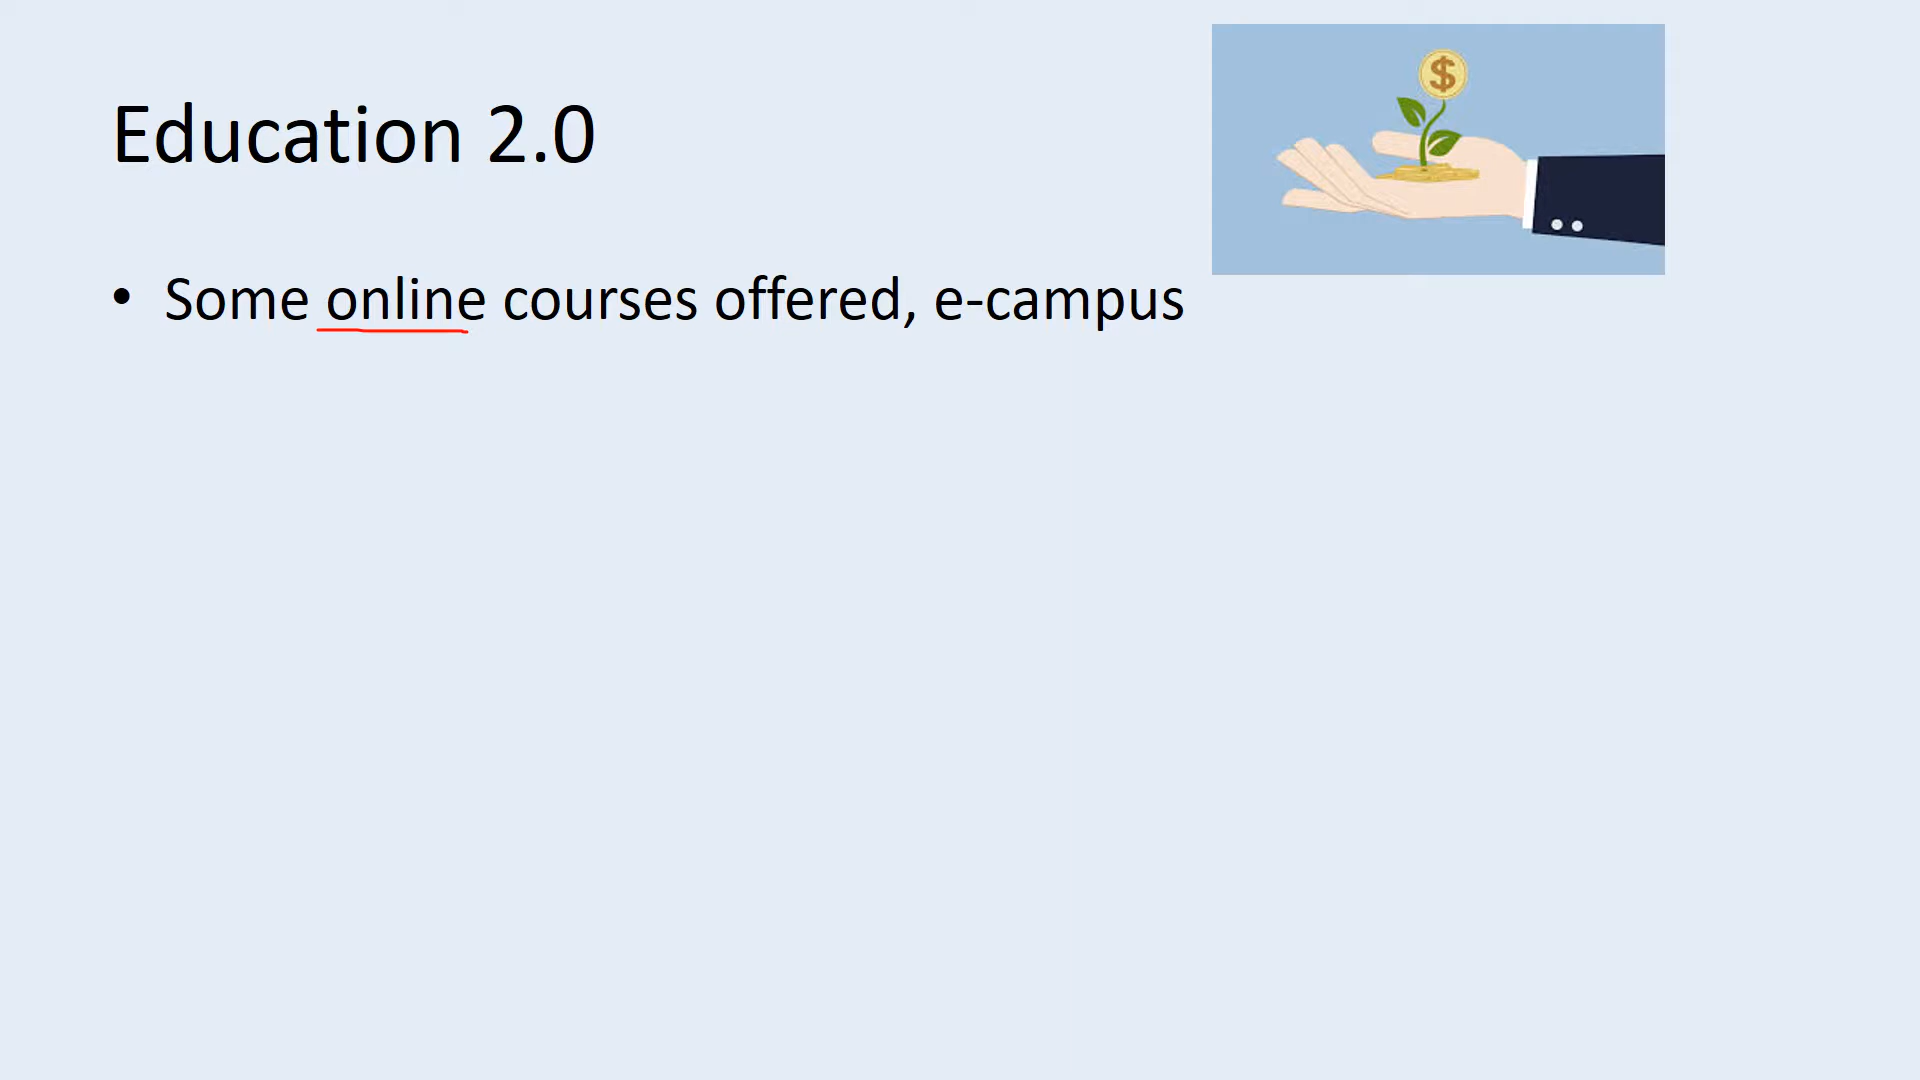 Education 2.0
$
• Some online courses offered, e-campus